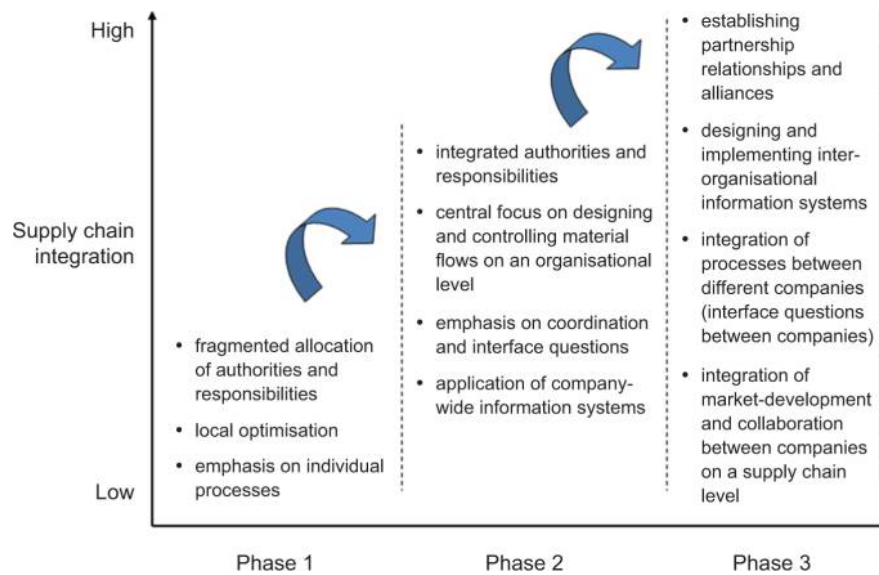 High
Supply chain
integration
Low
• fragmented allocation
of authorities and
responsibilities
• local optimisation
• emphasis on individual
processes
• integrated authorities and
responsibilities
• central focus on designing
and controlling material
flows on an organisational
level
• emphasis on coordination
and interface questions
• application of company-
wide information systems
• establishing
partnership
relationships and
alliances
• designing and
implementing inter-
organisational
information systems
• integration of
processes between
different companies
(interface questions
between companies)
• integration of
market-development
and collaboration
between companies
on a supply chain
level
Phase 1
Phase 2
Phase 3